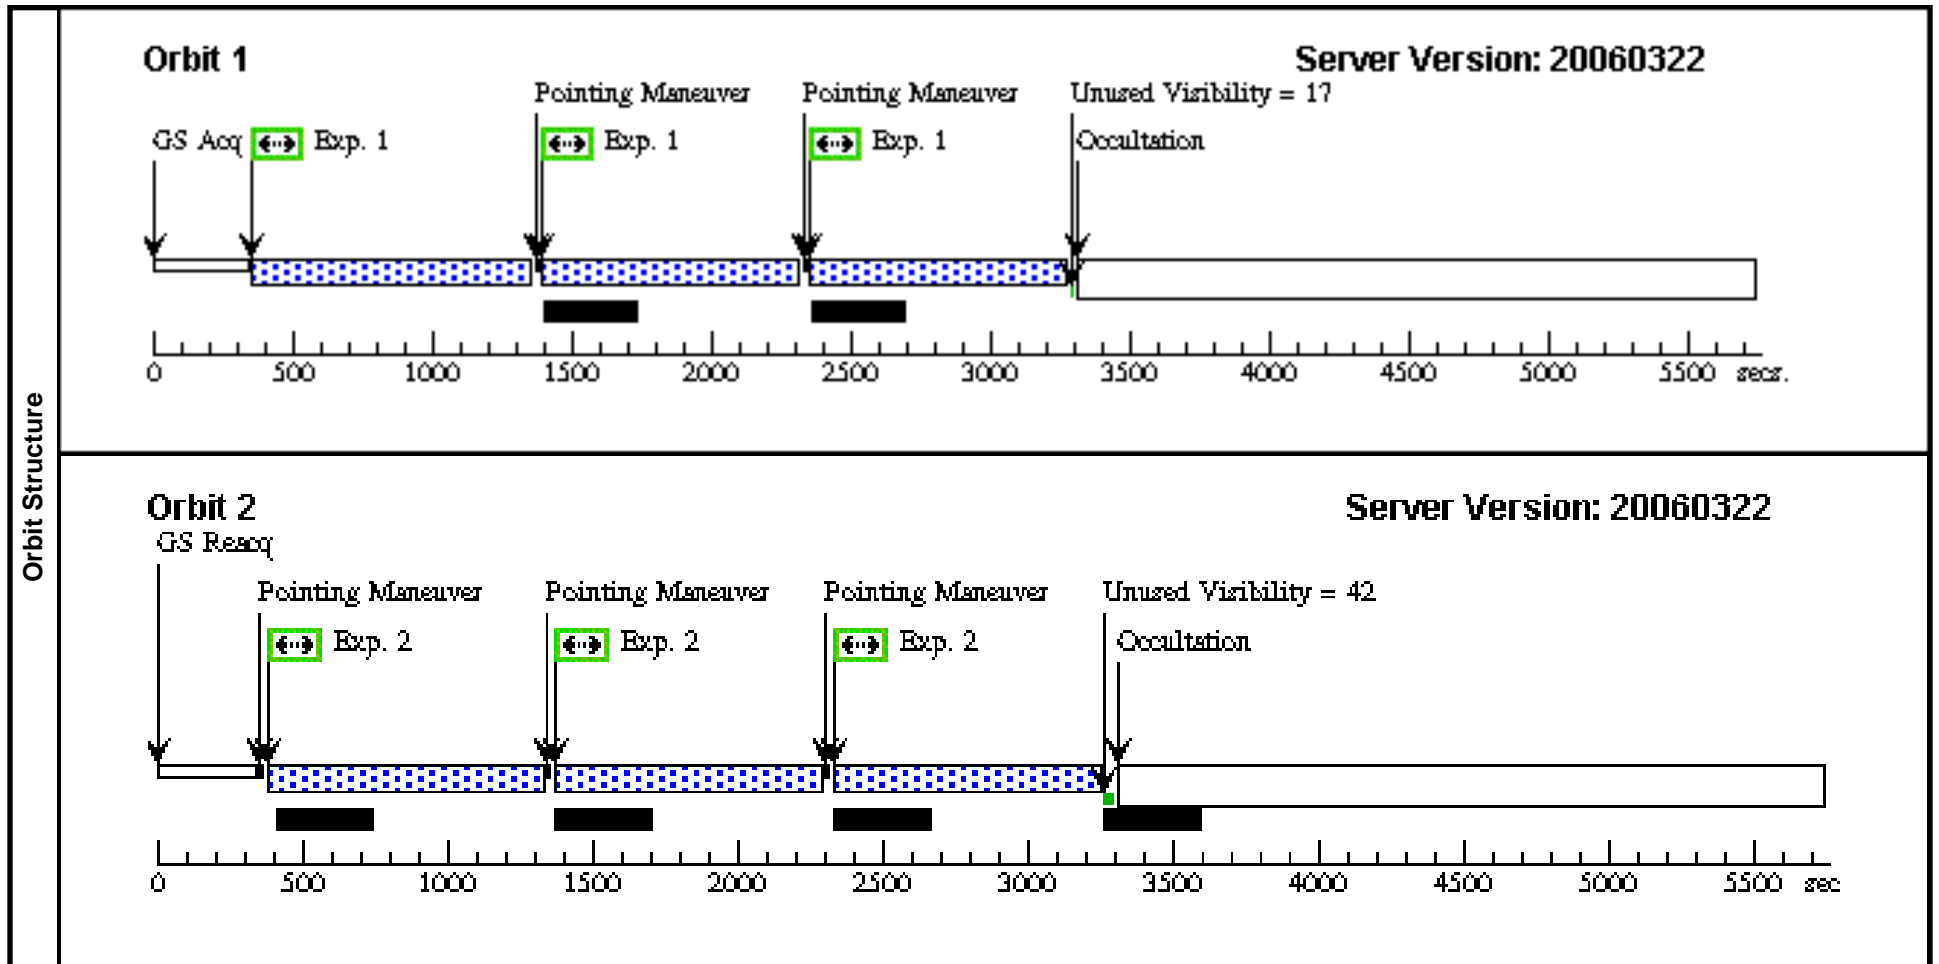 Orbit Structure
Orbit 1 Server Version: 20060322
Pointing Maneuver Pointing Maneuver Unused Visibility = 17
GS Acq Exp. 1 Exp. 1 Exp. 1 Occultation
0 500 1000 1500 2000 2500 3000 3500 4000 4500 5000 5500 secs.
Orbit 2 Server Version: 20060322
GS Reacq
Pointing Maneuver Pointing Maneuver Pointing Maneuver Unused Visibility = 42
Exp. 2 Exp. 2 Exp. 2 Occultation
0 500 1000 1500 2000 2500 3000 3500 4000 4500 5000 5500 sec